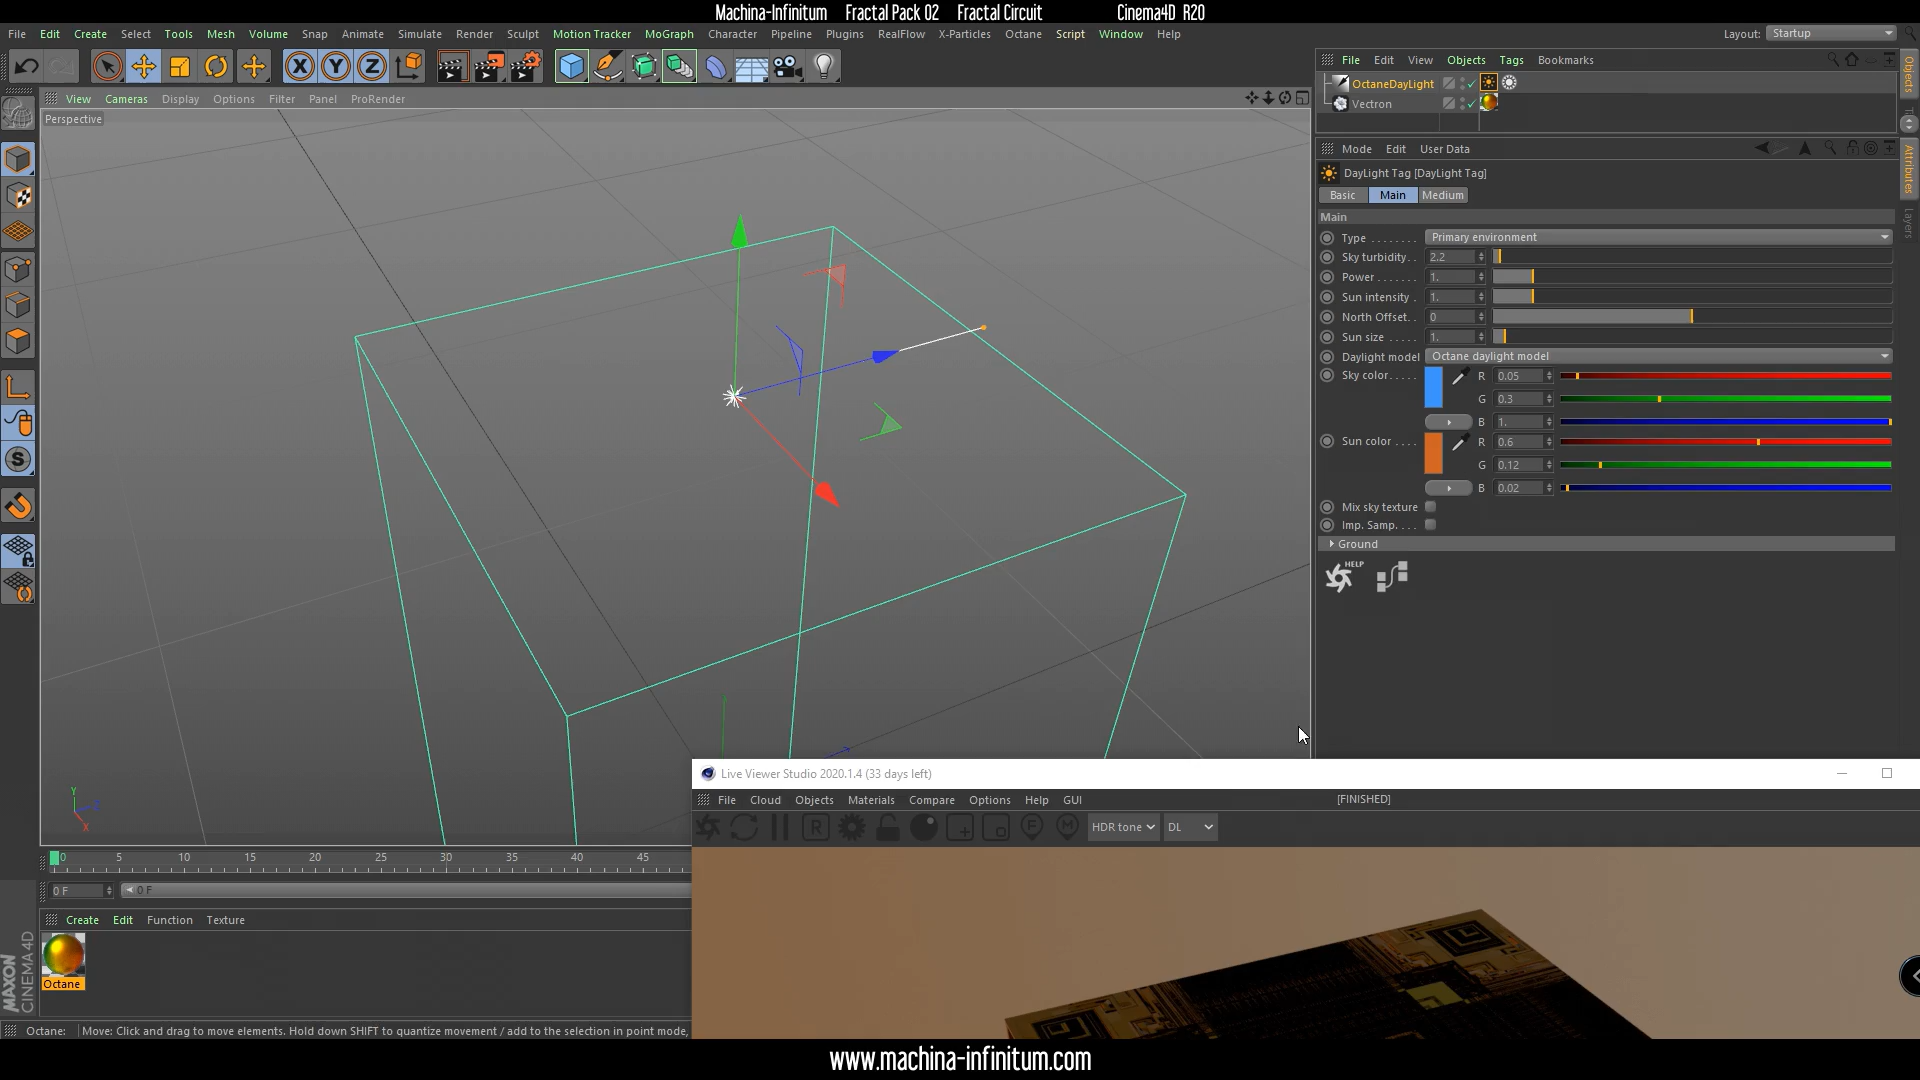 Machina-Infinitum Fractal Pack 02 Fractal Circuit Cinema4D R20
File Edit Create Select Tools Mesh Volume Snap Animate Simulate Render Sculpt Motion Tracker MoGraph Character Pipeline Plugins RealFlow X-Particles Octane Script Window Help Layout: Startup
X Y Z
File Edit View Objects Tags Bookmarks
Objects
OctaneDayLight
Vectron
View Cameras Display Options Filter Panel ProRender
Perspective
Mode Edit User Data
Attributes
Layers
DayLight Tag [DayLight Tag]
Basic Main Medium
Main
Type . . . . . . . . Primary environment
Sky turbidity. . 2.2
Power . . . . . . . 1.
Sun intensity . 1.
North Offset. . 0
Sun size . . . . . 1.
Daylight model Octane daylight model
Sky color. . . . . R 0.05
G 0.3
B 1.
Sun color . . . . R 0.6
G 0.12
B 0.02
Mix sky texture
Imp. Samp. . . .
Ground
HELP
S
Y
Z
X
Live Viewer Studio 2020.1.4 (33 days left)
File Cloud Objects Materials Compare Options Help GUI [FINISHED]
R F M HDR tone DL
0 5 10 15 20 25 30 35 40 45
0 F 0 F
Create Edit Function Texture
Octane
MAXON
CINEMA 4D
Octane: Move: Click and drag to move elements. Hold down SHIFT to quantize movement / add to the selection in point mode,
www.machina-infinitum.com